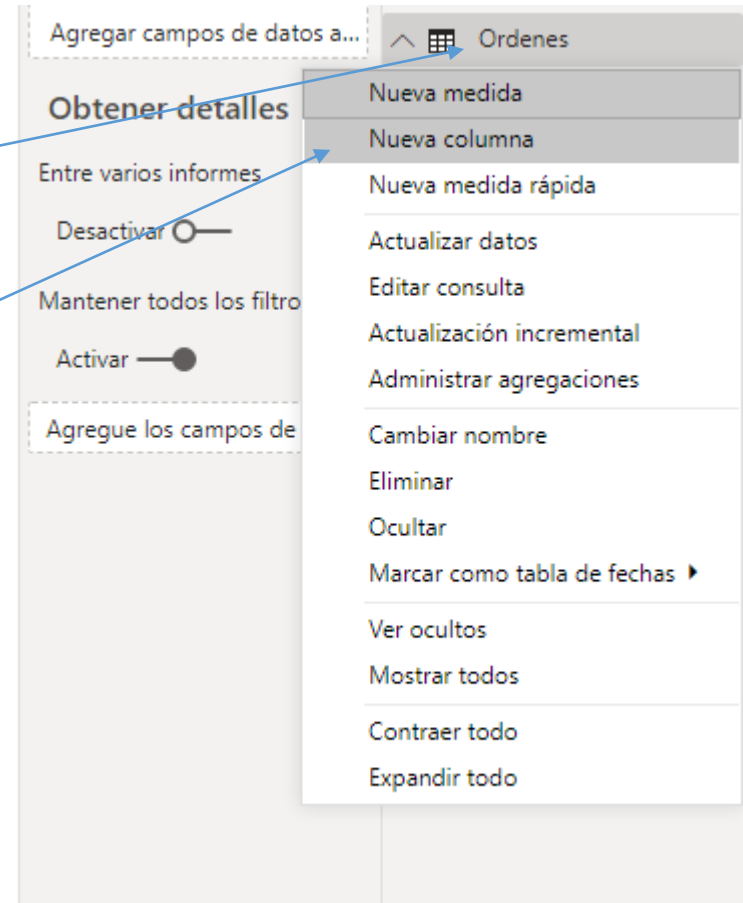 Agregar campos de datos a...
Ordenes
Obtener detalles
Entre varios informes
Desactivar
Mantener todos los filtro
Activar
Agregue los campos de
Nueva medida
Nueva columna
Nueva medida rápida
Actualizar datos
Editar consulta
Actualización incremental
Administrar agregaciones
Cambiar nombre
Eliminar
Ocultar
Marcar como tabla de fechas
Ver ocultos
Mostrar todos
Contraer todo
Expandir todo